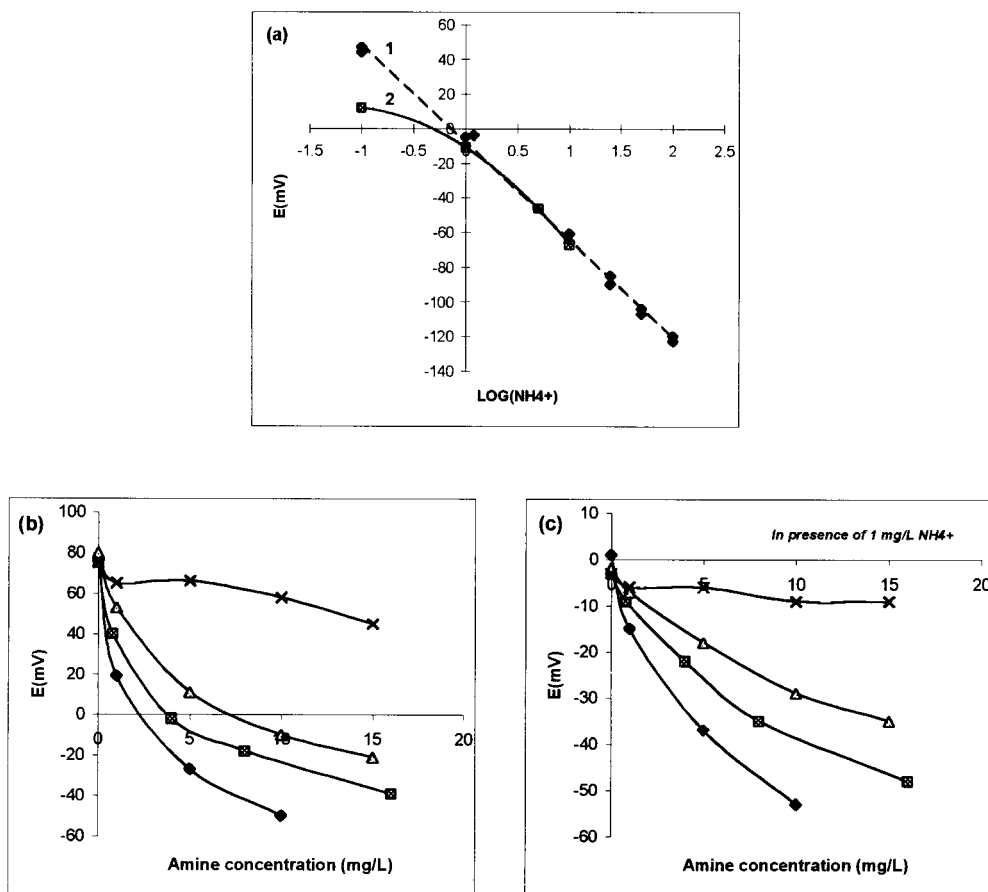 (a)
60
40
20
0
-20
-40
-60
-80
-100
-120
-140
-1.5 -1 -0.5 0 0.5 1 1.5 2 2.5
1
2
E(mV)
LOG(NH4+)
(b)
100
80
60
40
20
0
-20
-40
-60
0 5 10 15 20
E(mV)
Amine concentration (mg/L)
(c)
In presence of 1 mg/L NH4+
10
0
-10
-20
-30
-40
-50
-60
0 5 10 15 20
E(mV)
Amine concentration (mg/L)